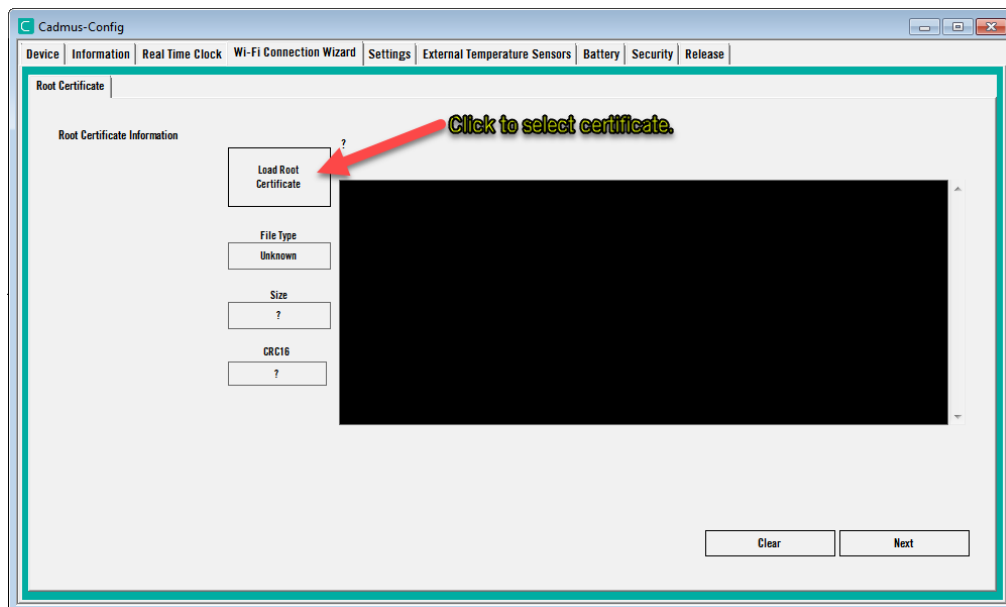 Cadmus-Config
Device Information Real Time Clock Wi-Fi Connection Wizard Settings External Temperature Sensors Battery Security Release
Root Certificate
Click to select certificate.
Root Certificate Information
?
Load Root
Certificate
File Type
Unknown
Size
?
CRC16
?
Clear Next